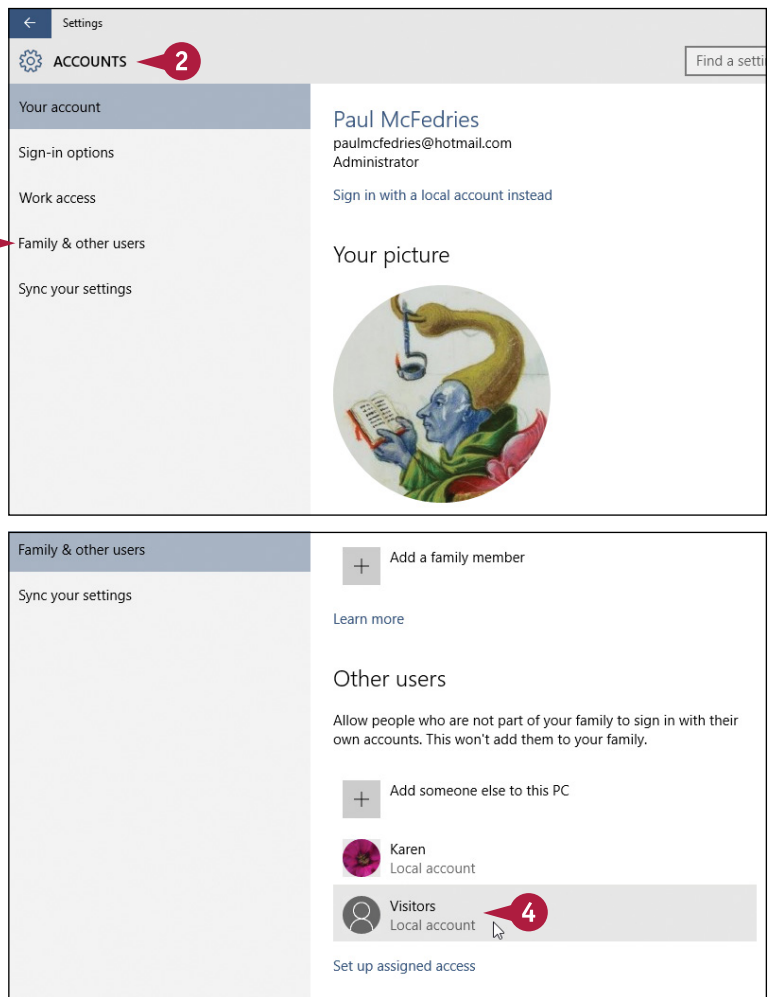 Settings
ACCOUNTS
2
Find a setti
Your account
Sign-in options
Work access
Family & other users
Sync your settings
Paul McFedries
paulmcfedries@hotmail.com
Administrator
Sign in with a local account instead
Your picture
Family & other users
Sync your settings
Add a family member
Learn more
Other users
Allow people who are not part of your family to sign in with their
own accounts. This won't add them to your family.
Add someone else to this PC
Karen
Local account
Visitors
Local account
4
Set up assigned access